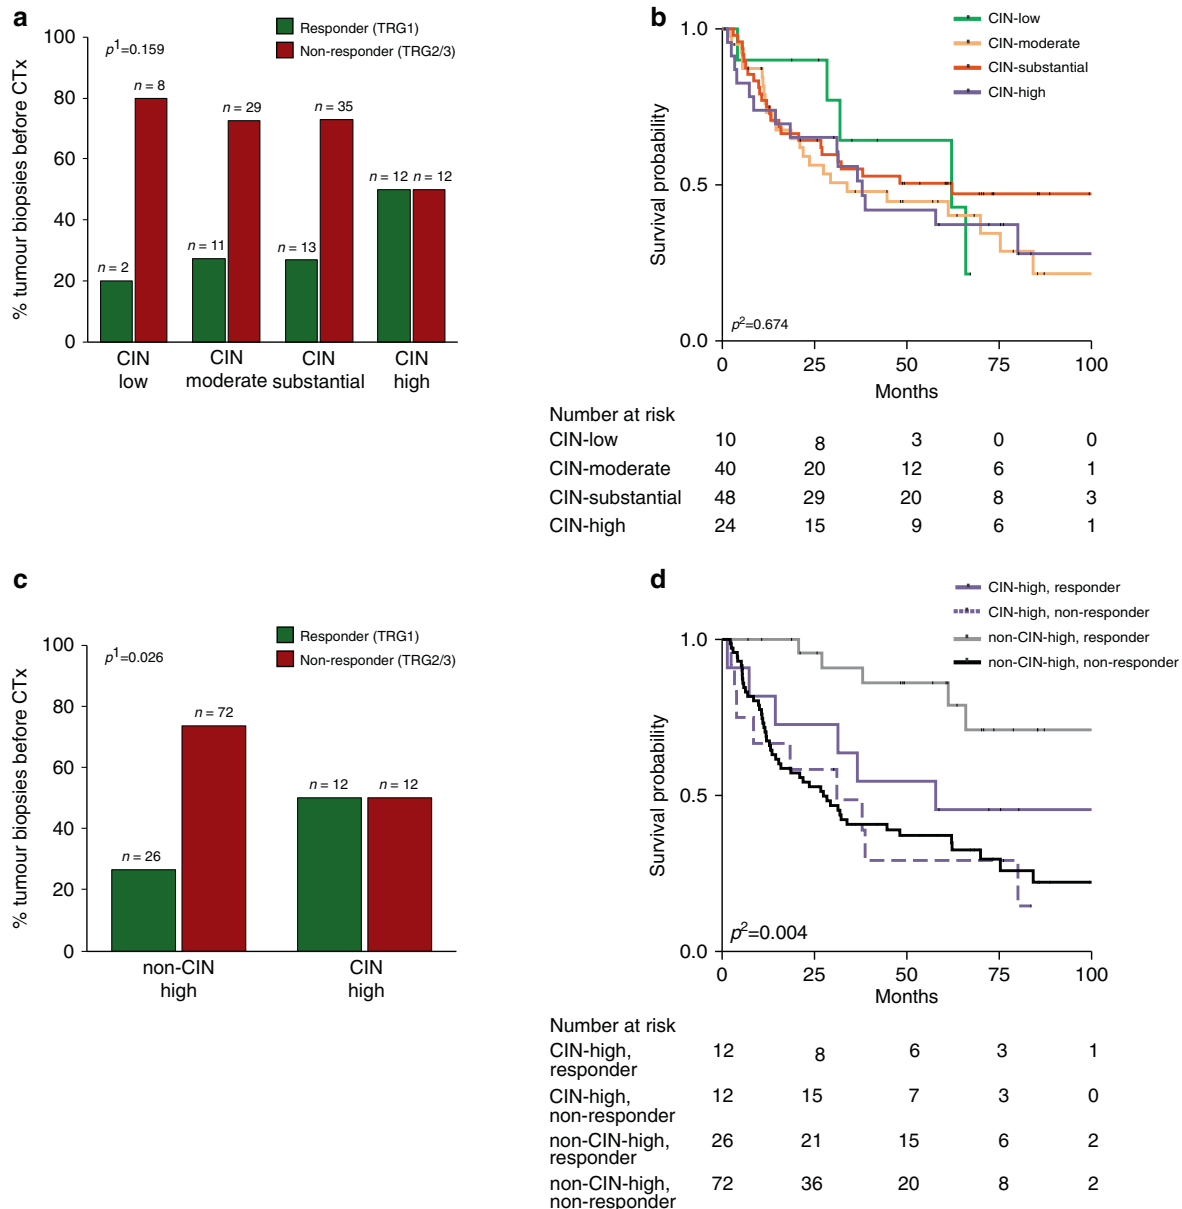 a
Responder (TRG1)
Non-responder (TRG2/3)
p1=0.159
% tumour biopsies before CTx
100
80
60
40
20
0
n = 2
n = 8
n = 11
n = 29
n = 13
n = 35
n = 12
n = 12
CIN low
CIN moderate
CIN substantial
CIN high
b
CIN-low
CIN-moderate
CIN-substantial
CIN-high
Survival probability
1.0
0.5
0.0
p2=0.674
0 25 50 75 100
Months
Number at risk
CIN-low 10 8 3 0 0
CIN-moderate 40 20 12 6 1
CIN-substantial 48 29 20 8 3
CIN-high 24 15 9 6 1
c
Responder (TRG1)
Non-responder (TRG2/3)
p1=0.026
% tumour biopsies before CTx
100
80
60
40
20
0
n = 26
n = 72
n = 12
n = 12
non-CIN high
CIN high
d
CIN-high, responder
CIN-high, non-responder
non-CIN-high, responder
non-CIN-high, non-responder
Survival probability
1.0
0.5
0.0
p2=0.004
0 25 50 75 100
Months
Number at risk
CIN-high, responder 12 8 6 3 1
CIN-high, non-responder 12 15 7 3 0
non-CIN-high, responder 26 21 15 6 2
non-CIN-high, non-responder 72 36 20 8 2